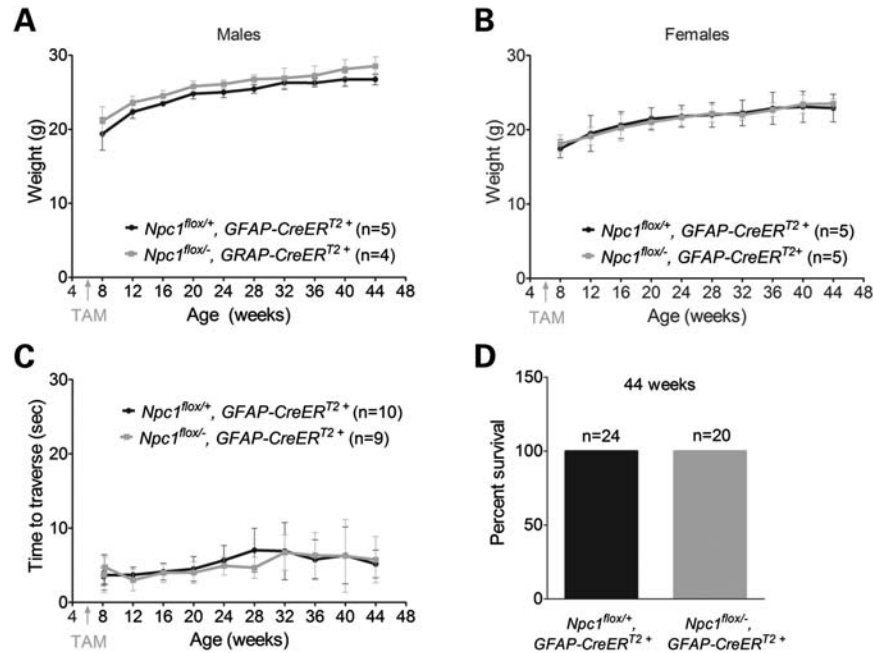 A
Males
30
20
10
0
Weight (g)
Npc1flox/+, GFAP-CreERT2 + (n=5)
Npc1flox/-, GRAP-CreERT2 + (n=4)
4 8 12 16 20 24 28 32 36 40 44 48
TAM
Age (weeks)
B
Females
30
20
10
0
Weight (g)
Npc1flox/+, GFAP-CreERT2 + (n=5)
Npc1flox/-, GFAP-CreERT2+ (n=5)
4 8 12 16 20 24 28 32 36 40 44 48
TAM
Age (weeks)
C
30
20
10
0
Time to traverse (sec)
Npc1flox/+, GFAP-CreERT2 + (n=10)
Npc1flox/-, GFAP-CreERT2 + (n=9)
4 8 12 16 20 24 28 32 36 40 44 48
TAM
Age (weeks)
D
150
100
50
0
Percent survival
44 weeks
n=24
n=20
Npc1flox/+,
GFAP-CreERT2 +
Npc1flox/-,
GFAP-CreERT2 +